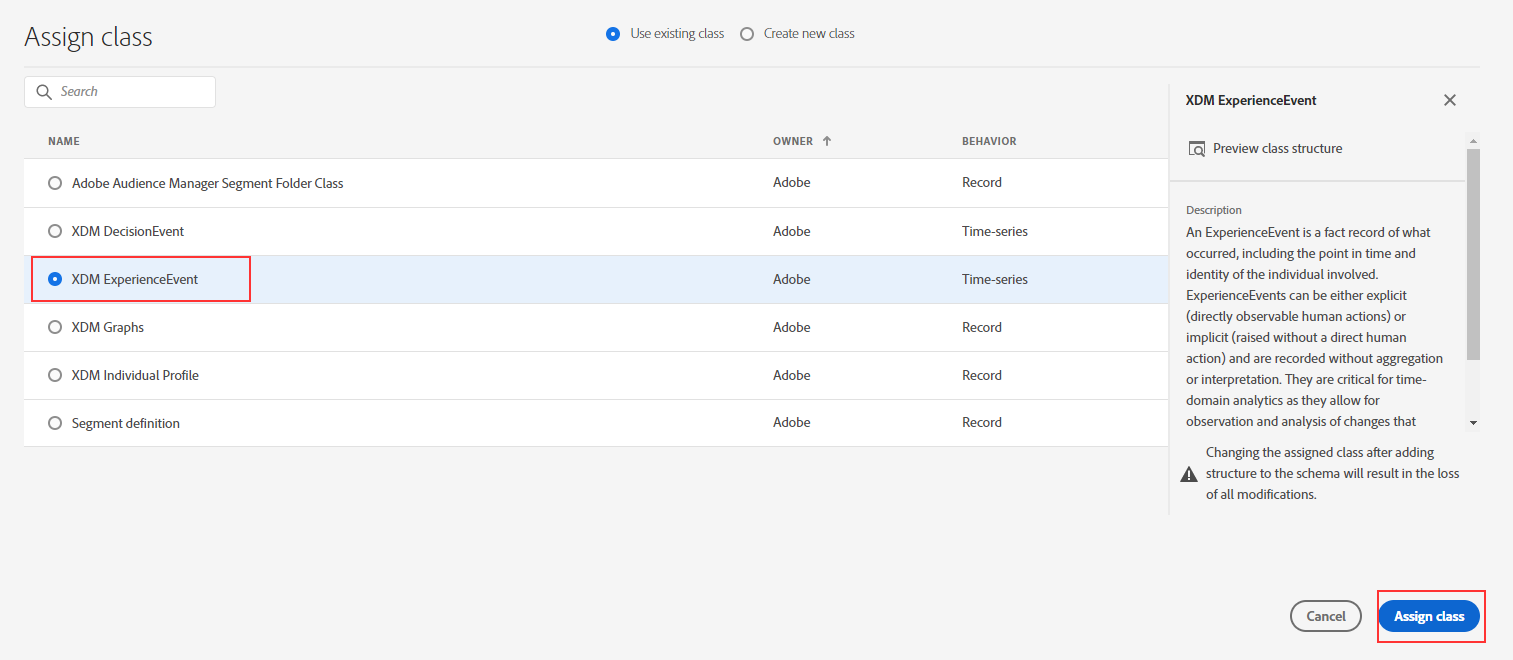 Assign class
Use existing class Create new class
Search
XDM ExperienceEvent
Preview class structure
NAME OWNER BEHAVIOR
Adobe Audience Manager Segment Folder Class Adobe Record
XDM DecisionEvent Adobe Time-series
XDM ExperienceEvent Adobe Time-series
XDM Graphs Adobe Record
XDM Individual Profile Adobe Record
Segment definition Adobe Record
Description
An ExperienceEvent is a fact record of what
occurred, including the point in time and
identity of the individual involved.
ExperienceEvents can be either explicit
(directly observable human actions) or
implicit (raised without a direct human
action) and are recorded without aggregation
or interpretation. They are critical for time-
domain analytics as they allow for
observation and analysis of changes that
Changing the assigned class after adding
structure to the schema will result in the loss
of all modifications.
Cancel Assign class